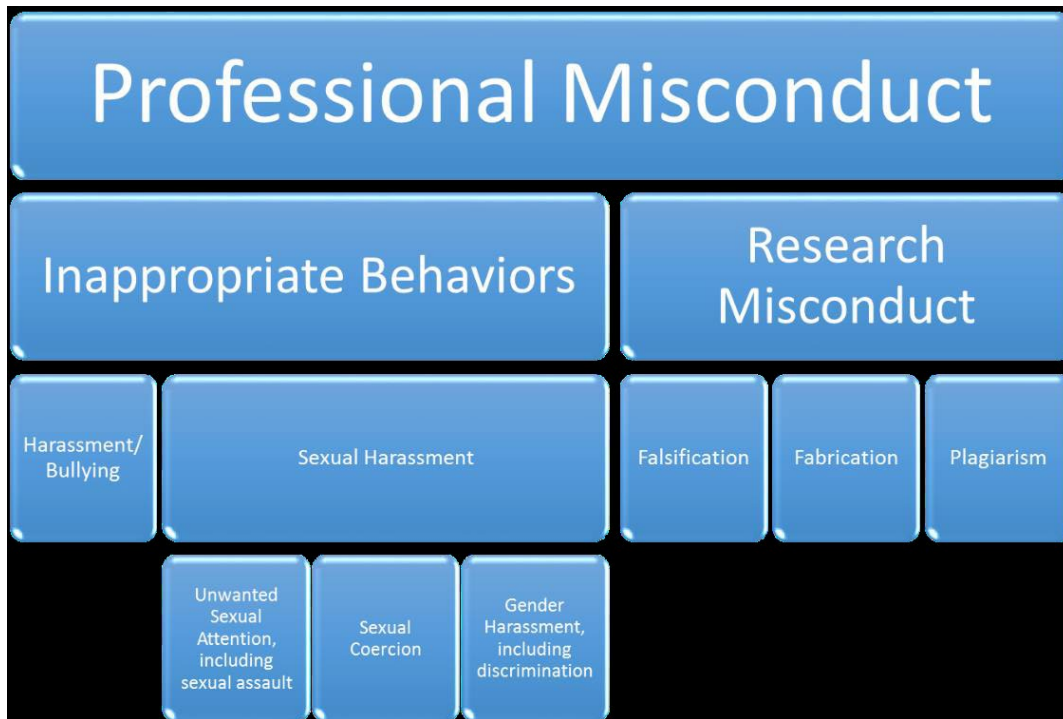 Professional Misconduct
Inappropriate Behaviors
Research
Misconduct
Harassment/
Bullying
Sexual Harassment
Falsification
Fabrication
Plagiarism
Unwanted
Sexual
Attention,
including
sexual assault
Sexual
Coercion
Gender
Harassment,
including
discrimination